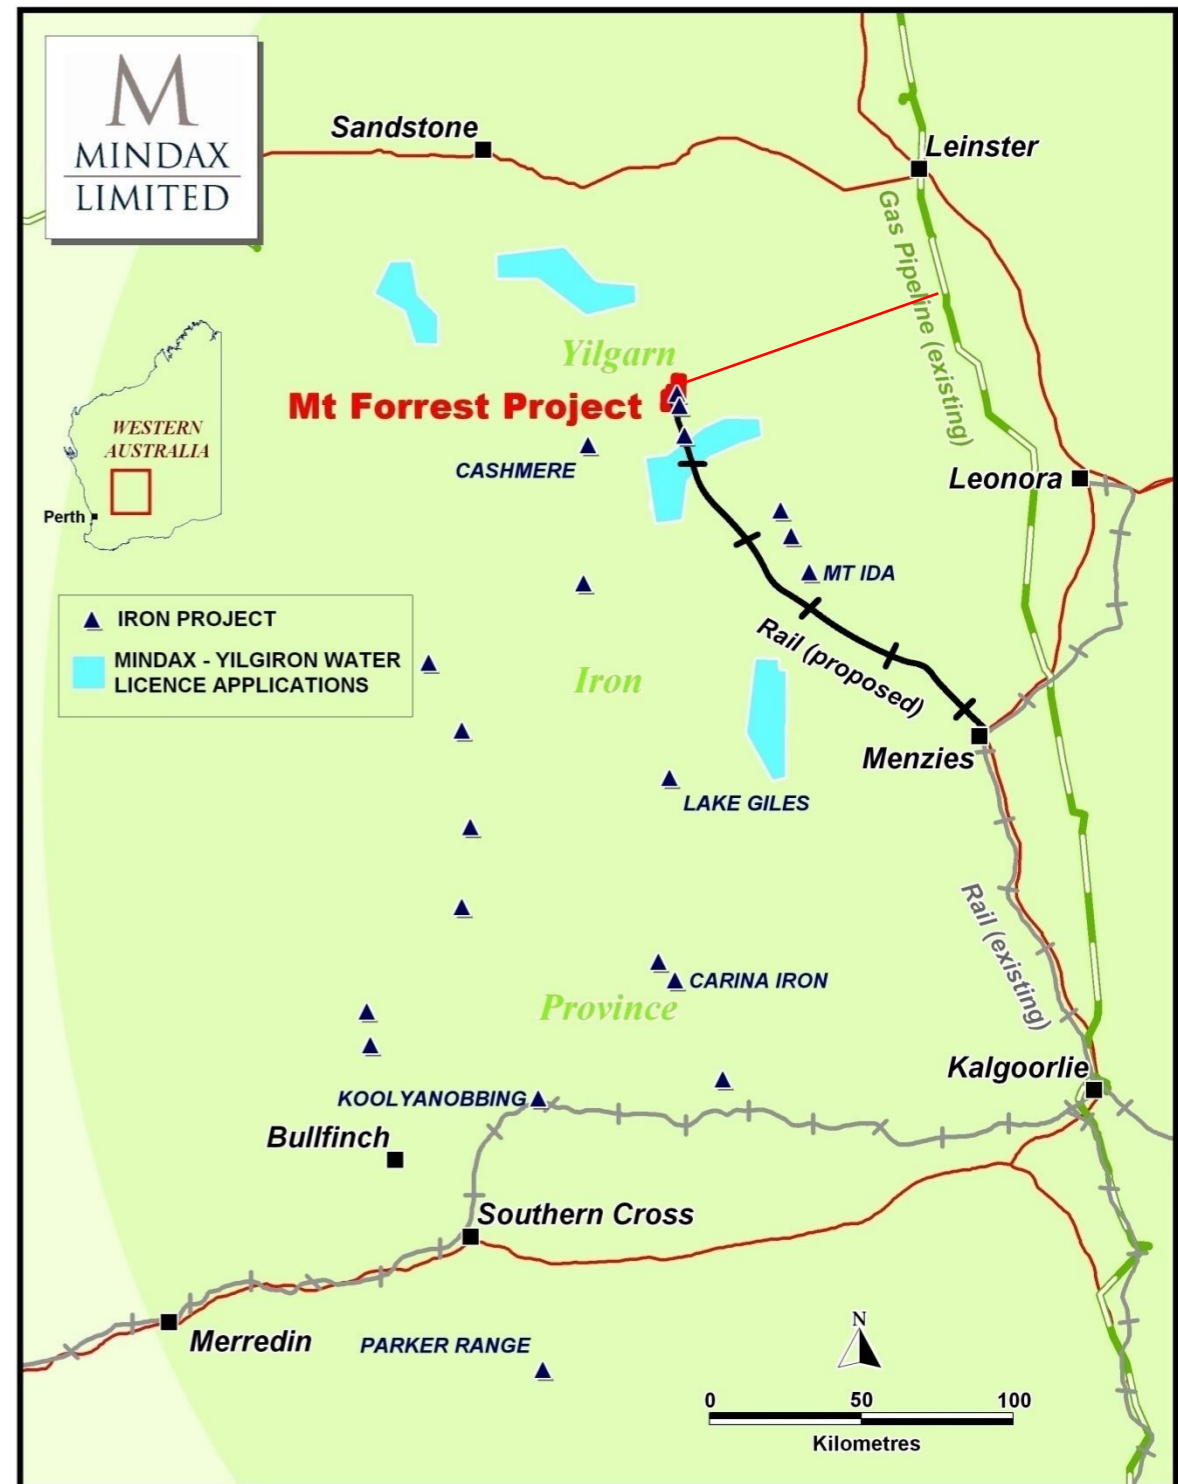 M
MINDAX
LIMITED
Sandstone
Leinster
Gas Pipeline (existing)
Yilgarn
Mt Forrest Project
WESTERN
AUSTRALIA
Perth
CASHMERE
Leonora
MT IDA
IRON PROJECT
MINDAX - YILGIRON WATER
LICENCE APPLICATIONS
Rail (proposed)
Iron
Menzies
LAKE GILES
Rail (existing)
CARINA IRON
Province
Kalgoorlie
KOOLYANOBBING
Bullfinch
Southern Cross
Merredin
PARKER RANGE
N
0 50 100
Kilometres